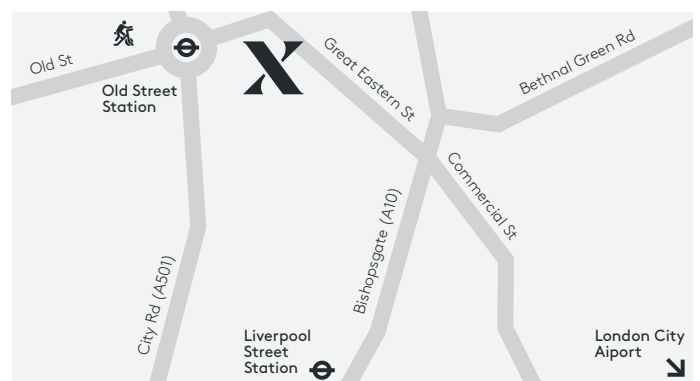 Old St
Old Street
Station
X
Great Eastern St
Bethnal Green Rd
Commercial St
Bishopsgate (A10)
City Rd (A501)
Liverpool
Street
Station
London City
Aiport